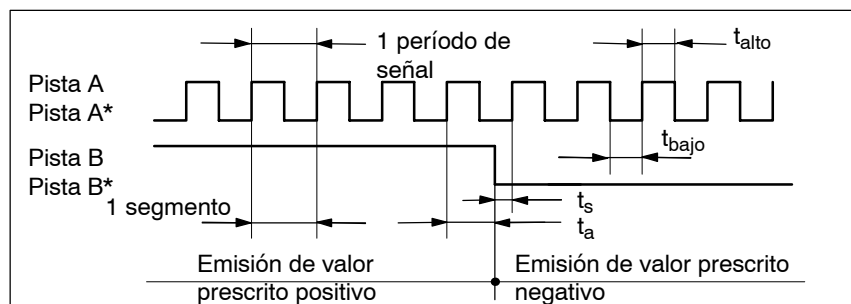 1 período de
señal
t_alto
Pista A
Pista A*
t_bajo
Pista B
Pista B*
1 segmento
t_s
t_a
Emisión de valor
prescrito positivo
Emisión de valor prescrito
negativo